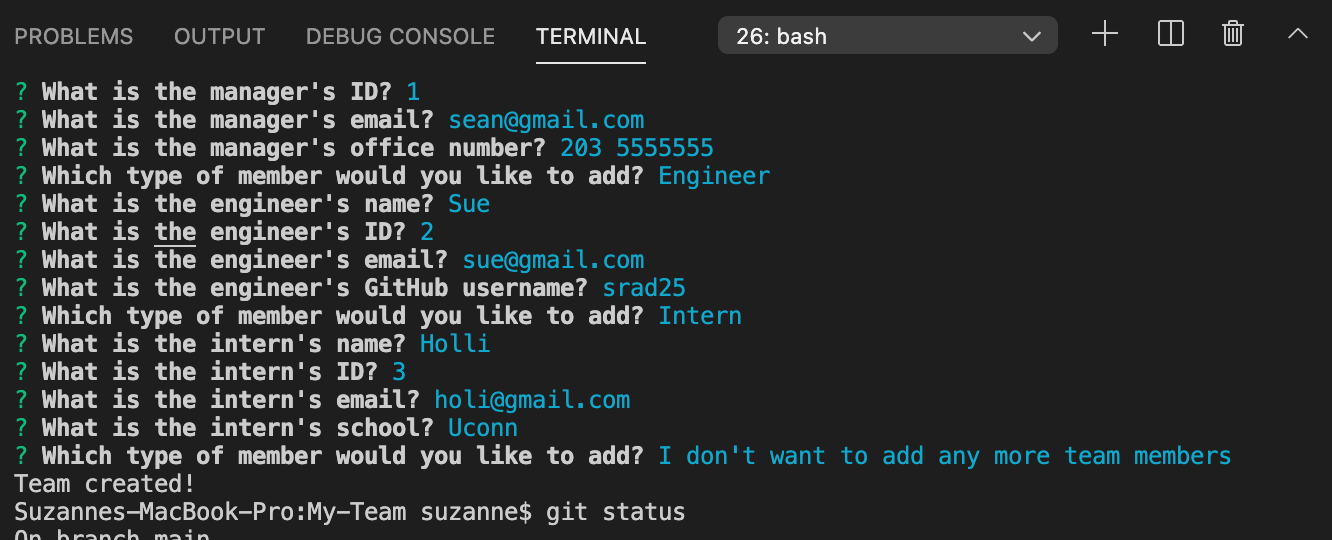 PROBLEMS OUTPUT DEBUG CONSOLE TERMINAL 26: bash
? What is the manager's ID? 1
? What is the manager's email? sean@gmail.com
? What is the manager's office number? 203 5555555
? Which type of member would you like to add? Engineer
? What is the engineer's name? Sue
? What is the engineer's ID? 2
? What is the engineer's email? sue@gmail.com
? What is the engineer's GitHub username? srad25
? Which type of member would you like to add? Intern
? What is the intern's name? Holli
? What is the intern's ID? 3
? What is the intern's email? holi@gmail.com
? What is the intern's school? Uconn
? Which type of member would you like to add? I don't want to add any more team members
Team created!
Suzannes-MacBook-Pro:My-Team suzanne$ git status
On branch main